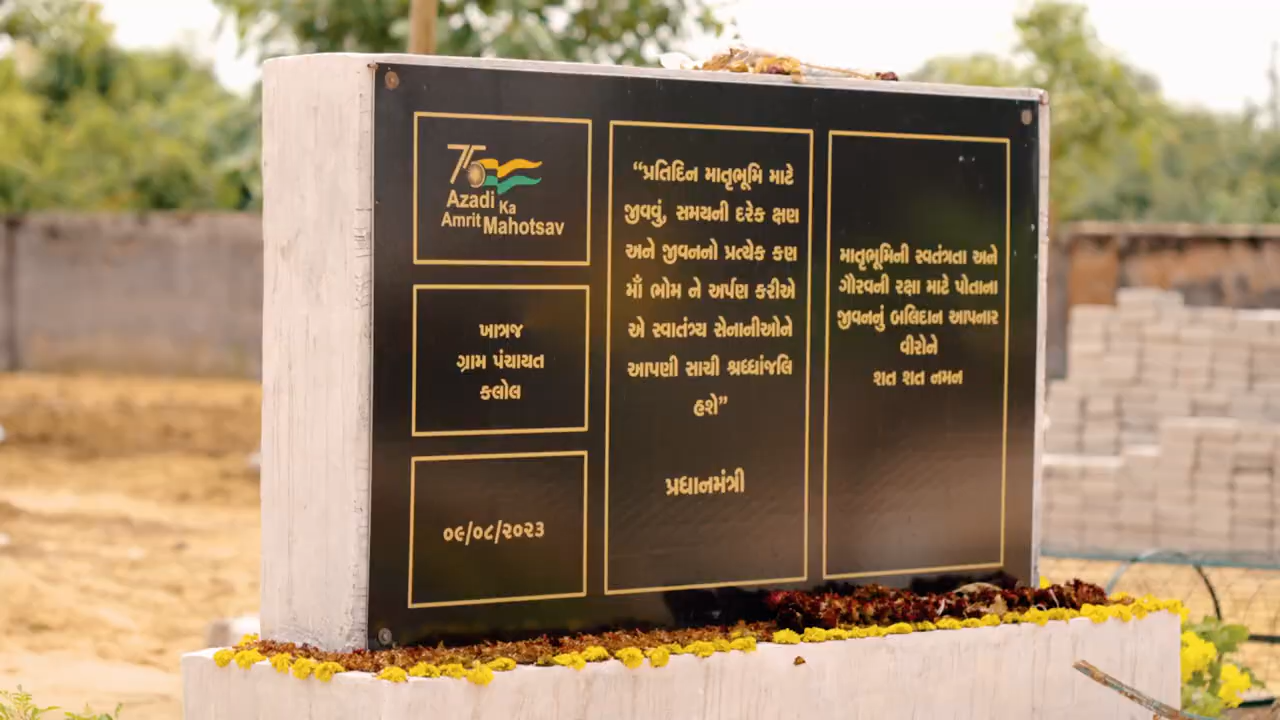 75
Azadi Ka
Amrit Mahotsav
ખાત્રજ
ગ્રામ પંચાયત
કલોલ
૦૯/૦૮/૨૦૨૩
“પ્રતિદિન માતૃભૂમિ માટે
જીવવું, સમયની દરેક ક્ષણ
અને જીવનનો પ્રત્યેક કણ
માઁ ભોમ ને અર્પણ કરીએ
એ સ્વાતંત્ર્ય સેનાનીઓને
આપણી સાચી શ્રદ્ધાંજલિ
હશે”
પ્રધાનમંત્રી
માતૃભૂમિની સ્વતંત્રતા અને
ગૌરવની રક્ષા માટે પોતાના
જીવનનું બલિદાન આપનાર
વીરોને
શત શત નમન